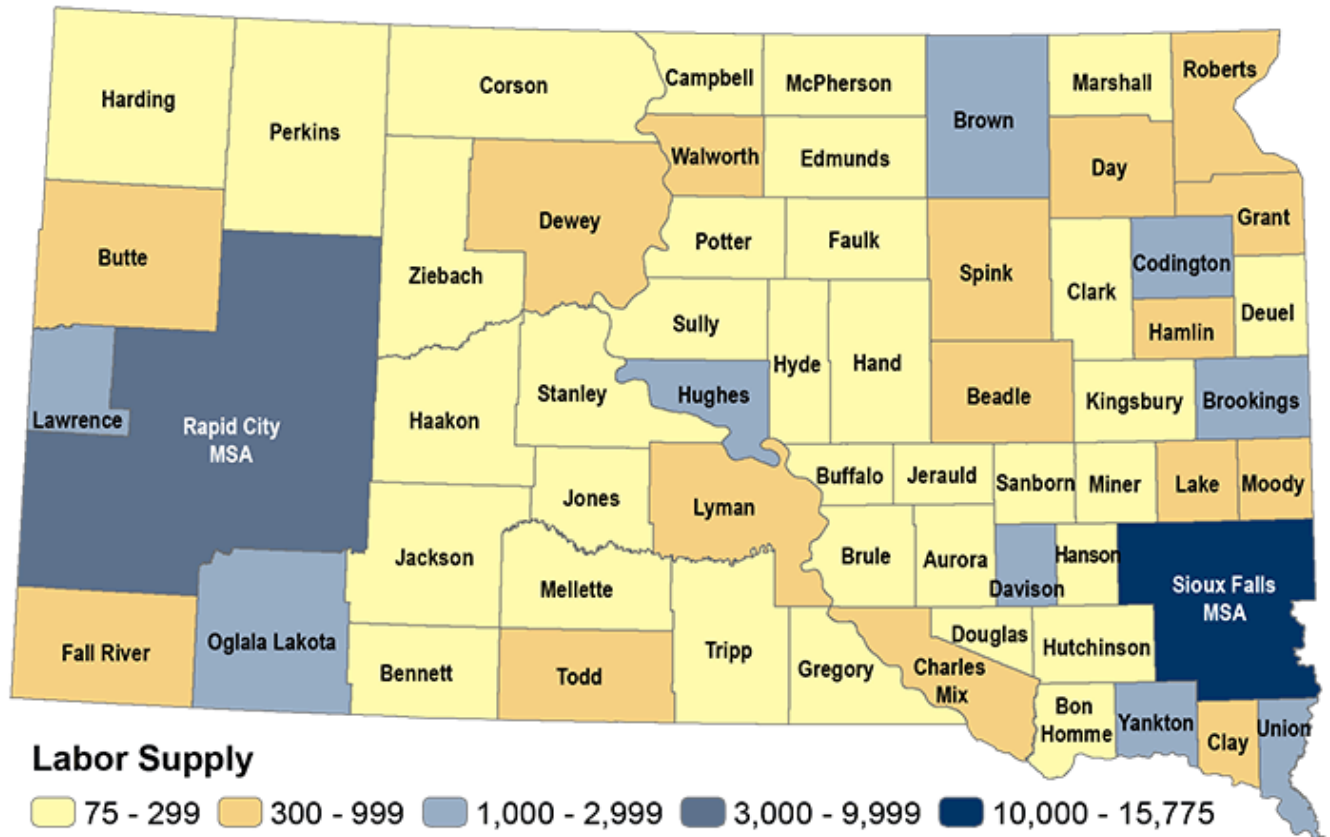 Harding
Perkins
Corson
Campbell
McPherson
Brown
Marshall
Roberts
Walworth
Edmunds
Day
Butte
Dewey
Potter
Faulk
Spink
Grant
Codington
Ziebach
Clark
Hamlin
Deuel
Sully
Hyde
Hand
Lawrence
Rapid City
MSA
Haakon
Stanley
Hughes
Beadle
Kingsbury
Brookings
Jones
Lyman
Buffalo
Jerauld
Sanborn
Miner
Lake
Moody
Jackson
Mellette
Brule
Aurora
Davison
Hanson
Sioux Falls
MSA
Fall River
Oglala Lakota
Bennett
Todd
Tripp
Gregory
Charles
Mix
Douglas
Hutchinson
Bon
Homme
Yankton
Clay
Union
Labor Supply
75 - 299
300 - 999
1,000 - 2,999
3,000 - 9,999
10,000 - 15,775